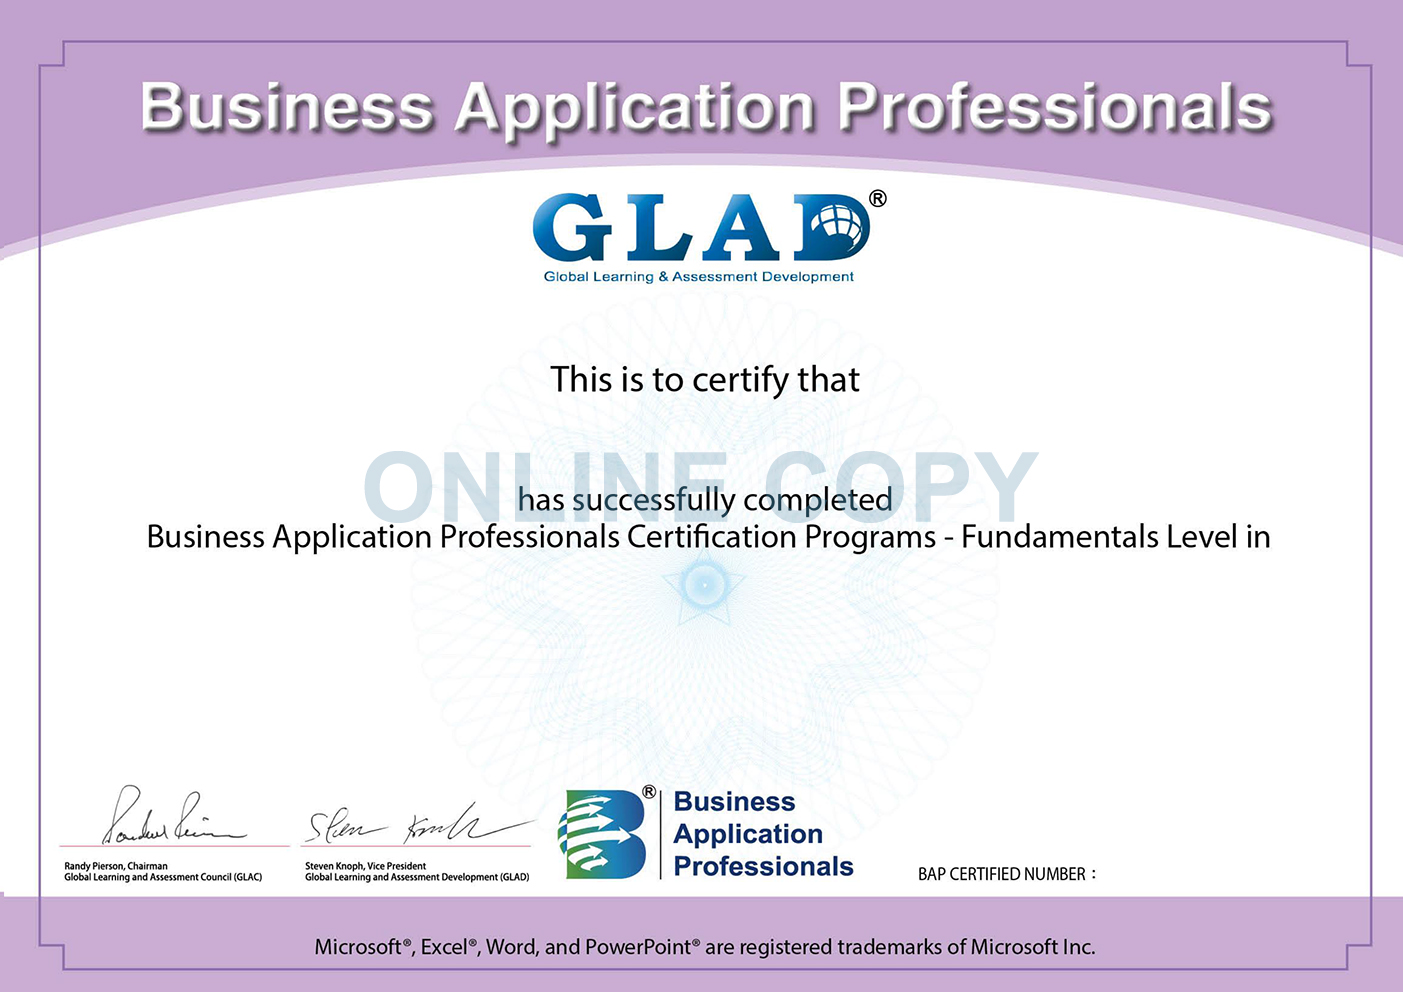 Business Application Professionals
GLAD®
Global Learning & Assessment Development
This is to certify that
ONLINE COPY
has successfully completed
Business Application Professionals Certification Programs - Fundamentals Level in
Randy Pierson, Chairman
Global Learning and Assessment Council (GLAC)
Steven Knoph, Vice President
Global Learning and Assessment Development (GLAD)
B®
Business
Application
Professionals
BAP CERTIFIED NUMBER :
Microsoft®, Excel®, Word, and PowerPoint® are registered trademarks of Microsoft Inc.